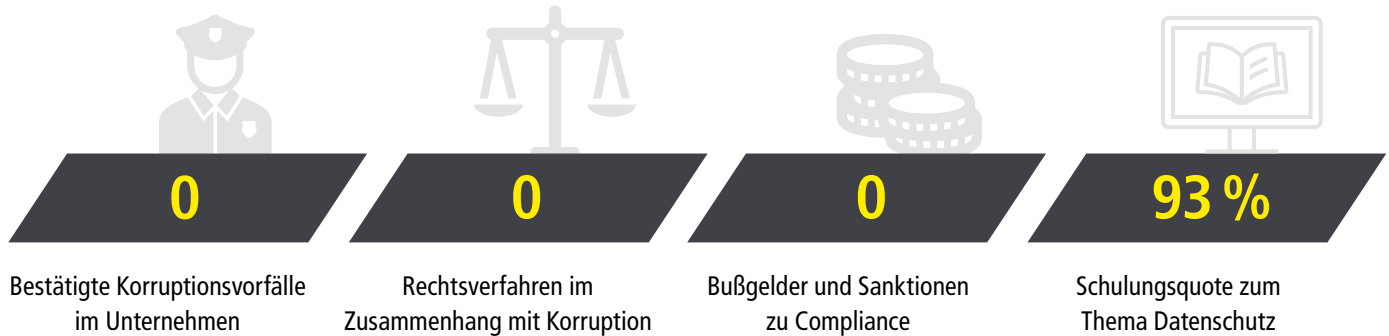 0
Bestätigte Korruptionsvorfälle
im Unternehmen
0
Rechtsverfahren im
Zusammenhang mit Korruption
0
Bußgelder und Sanktionen
zu Compliance
93 %
Schulungsquote zum
Thema Datenschutz